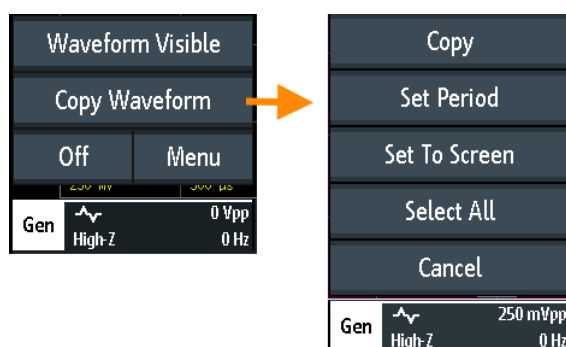 Waveform Visible
Copy Waveform
Off Menu
Gen
0 Vpp
High-Z 0 Hz
Copy
Set Period
Set To Screen
Select All
Cancel
Gen
250 mVpp
High-Z 0 Hz